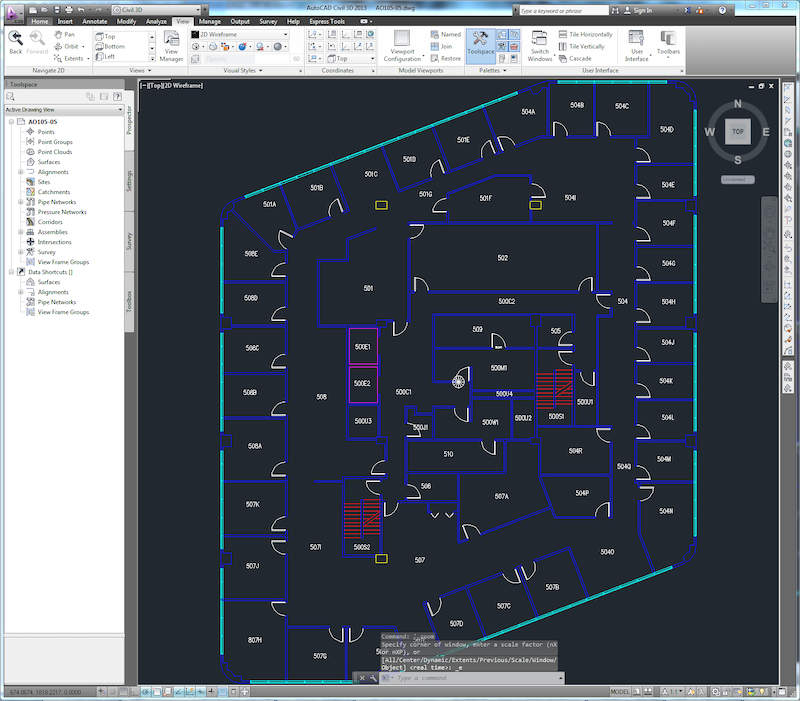 Civil 3D
AutoCAD Civil 3D 2013 AO105-05.dwg
Type a keyword or phrase
Sign In
Home Insert Annotate Modify Analyze View Manage Output Survey Help Express Tools
Back
Forward
Pan
Orbit
Extents
Navigate 2D
Top
Bottom
Left
Views
View
Manager
2D Wireframe
Opacity
60
Visual Styles
Top
Coordinates
Viewport
Configuration
Named
Join
Restore
Model Viewports
Toolspace
Palettes
Switch
Windows
Tile Horizontally
Tile Vertically
Cascade
User
Interface
Toolbars
User Interface
Toolspace
Active Drawing View
AO105-05
Points
Point Groups
Point Clouds
Surfaces
Alignments
Sites
Catchments
Pipe Networks
Pressure Networks
Corridors
Assemblies
Intersections
Survey
View Frame Groups
Data Shortcuts []
Surfaces
Alignments
Pipe Networks
View Frame Groups
Prospector
Settings
Survey
Toolbox
[−][Top][2D Wireframe]
N
W TOP E
S
Unnamed
504A
504B
504C
504D
501E
501D
501C
501B
501A
501G
501F
504I
504E
504F
508E
502
504G
501
508D
500C2
504
504H
509
505
508C
500E1
504J
500M1
508B
500E2
508
500C1
500U4
500U1
504K
500U3
500J1
500W1
500U2
500S1
504L
508A
510
504R
504Q
504M
506
507A
504P
504N
507K
507I
500S2
507
504O
507J
507B
507C
507D
807H
507G
Command: '_zoom
Specify corner of window, enter a scale factor (nX
or nXP), or
[All/Center/Dynamic/Extents/Previous/Scale/Window/
Object] <real time>: _e
Type a command
674.0674, 1818.2217, 0.0000
MODEL
1:1